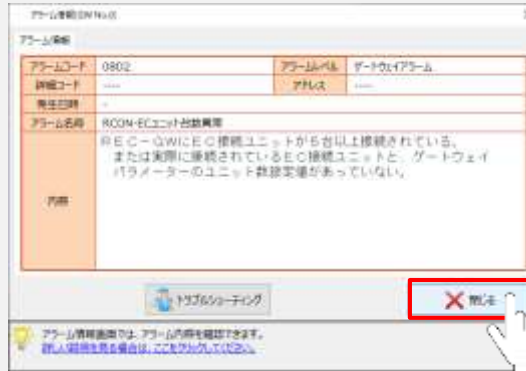 アラーム情報[GW No.0]
アラーム情報
アラームコード 0802 アラームレベル ゲートウェイアラーム
詳細コード ---- アドレス ----
発生日時 -
アラーム名称 RCON-ECユニット台数異常
内容
REC-GWにEC接続ユニットが5台以上接続されている、
または実際に接続されているEC接続ユニットと、ゲートウェイ
パラメーターのユニット数設定値があっていない。
トラブルシューティング
閉じる
アラーム情報画面では、アラーム内容を確認できます。
詳しい説明を見る場合は、ここをクリックしてください。